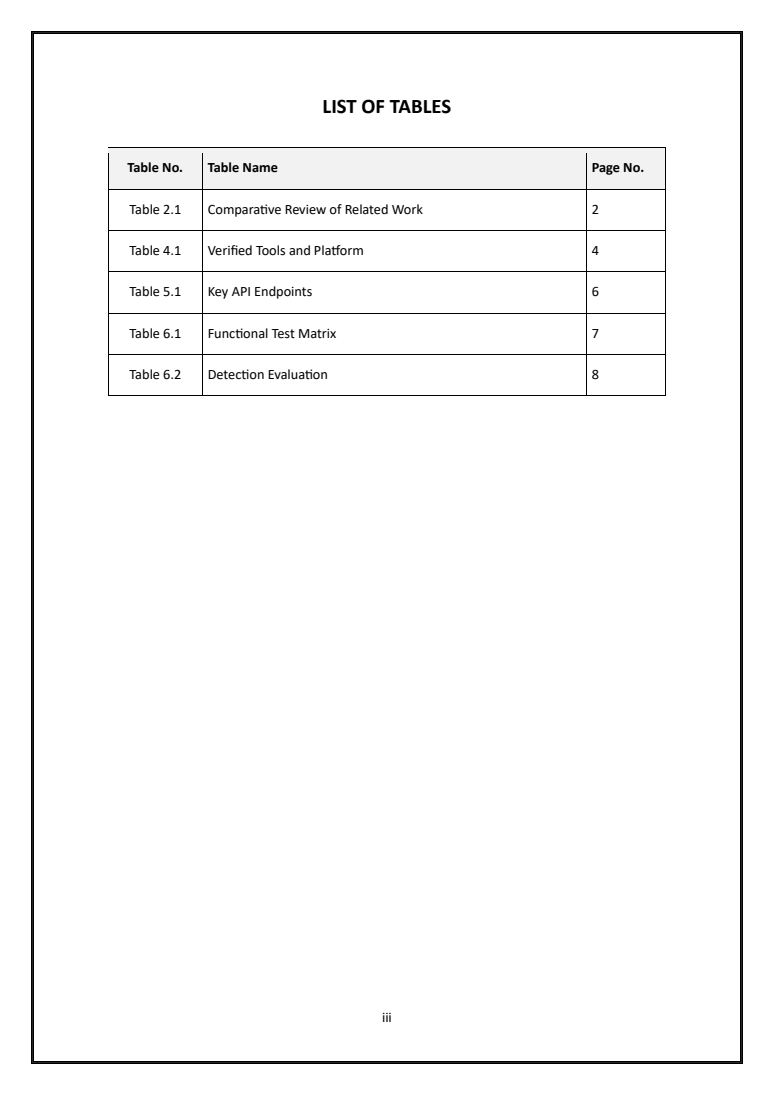 LIST OF TABLES
Table No. Table Name Page No.
Table 2.1 Comparative Review of Related Work 2
Table 4.1 Verified Tools and Platform 4
Table 5.1 Key API Endpoints 6
Table 6.1 Functional Test Matrix 7
Table 6.2 Detection Evaluation 8
iii